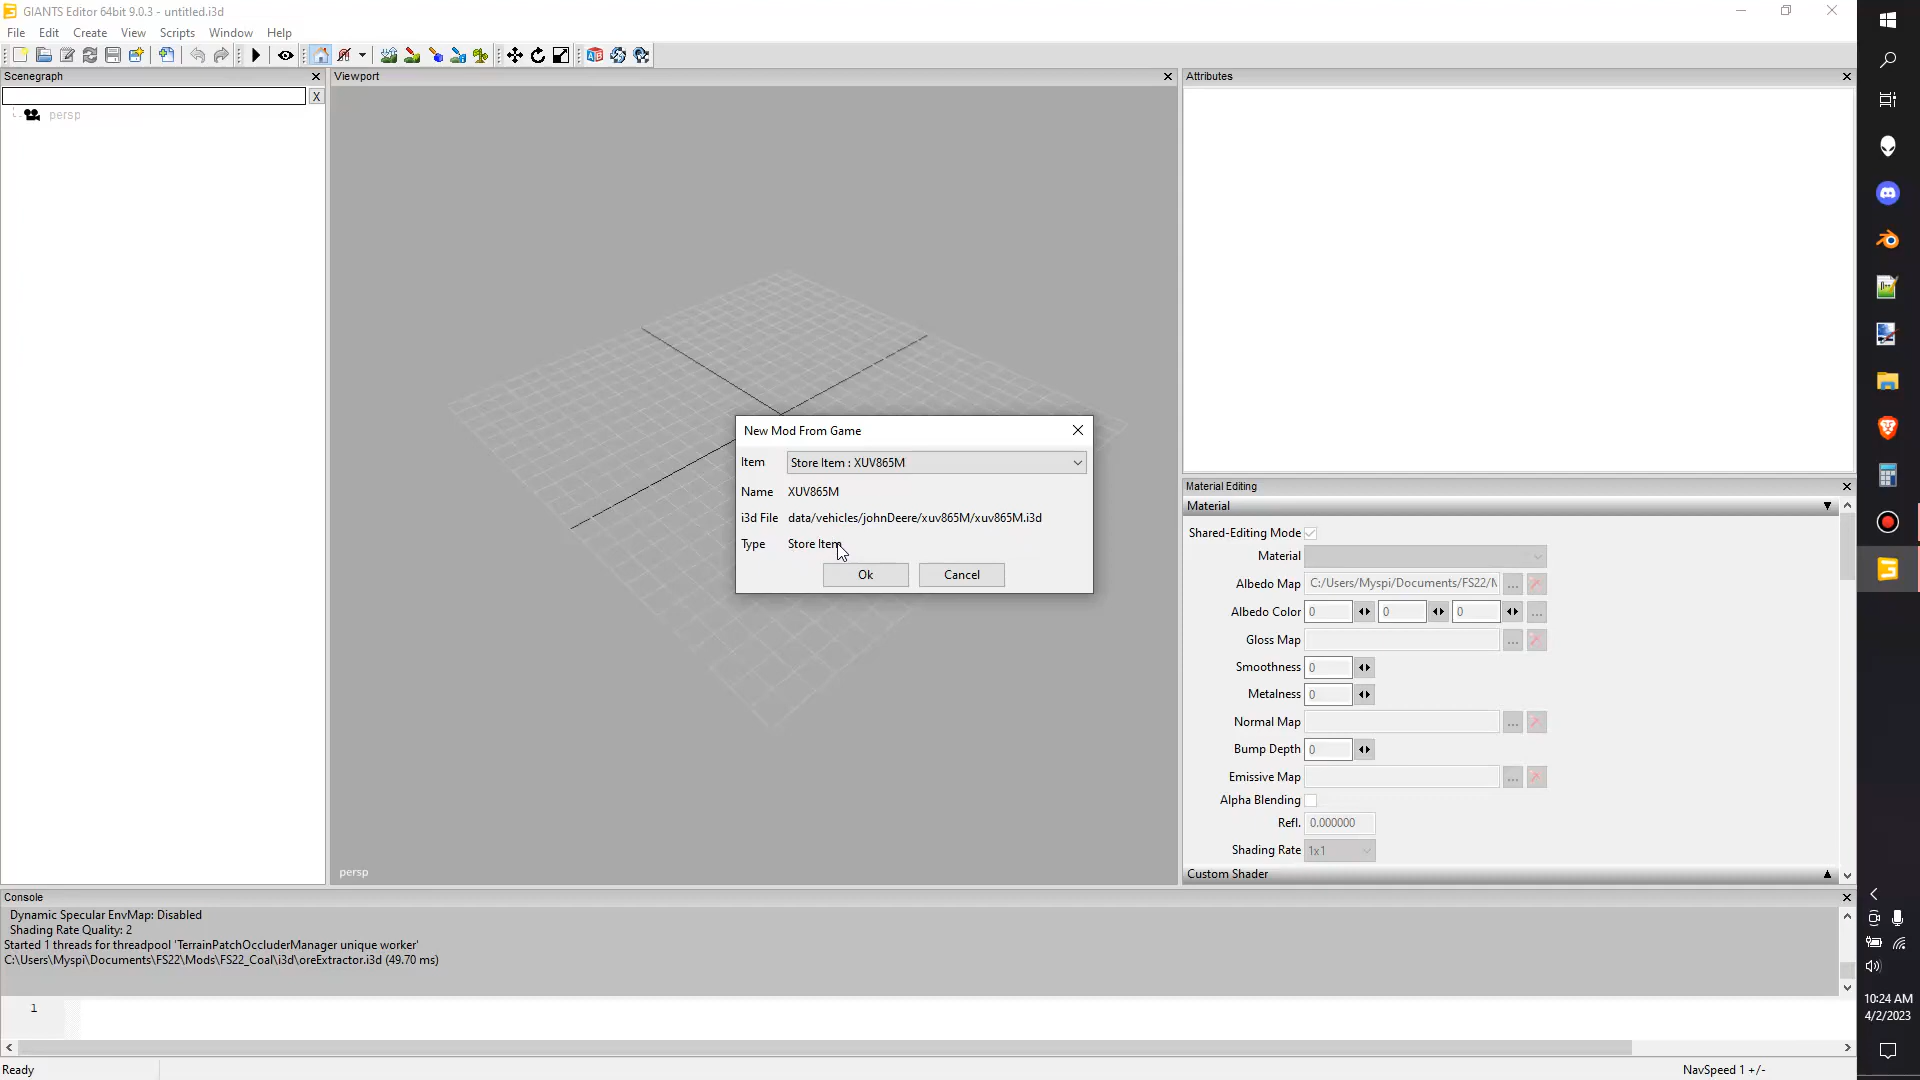 GIANTS Editor 64bit 9.0.3 - untitled.i3d
File Edit Create View Scripts Window Help
Scenegraph
X
persp
Viewport
persp
Attributes
New Mod From Game
Item Store Item : XUV865M
Name XUV865M
i3d File data/vehicles/johnDeere/xuv865M/xuv865M.i3d
Type Store Item
Ok Cancel
Material Editing
Material
Shared-Editing Mode
Material
Albedo Map C:/Users/Myspi/Documents/FS22/M ...
Albedo Color 0 0 0 ...
Gloss Map ...
Smoothness 0
Metalness 0
Normal Map ...
Bump Depth 0
Emissive Map ...
Alpha Blending
Refl. 0.000000
Shading Rate 1x1
Custom Shader
Console
Dynamic Specular EnvMap: Disabled
Shading Rate Quality: 2
Started 1 threads for threadpool 'TerrainPatchOccluderManager unique worker'
C:\Users\Myspi\Documents\FS22\Mods\FS22_Coal\i3d\oreExtractor.i3d (49.70 ms)
1
Ready
NavSpeed 1 +/-
10:24 AM
4/2/2023